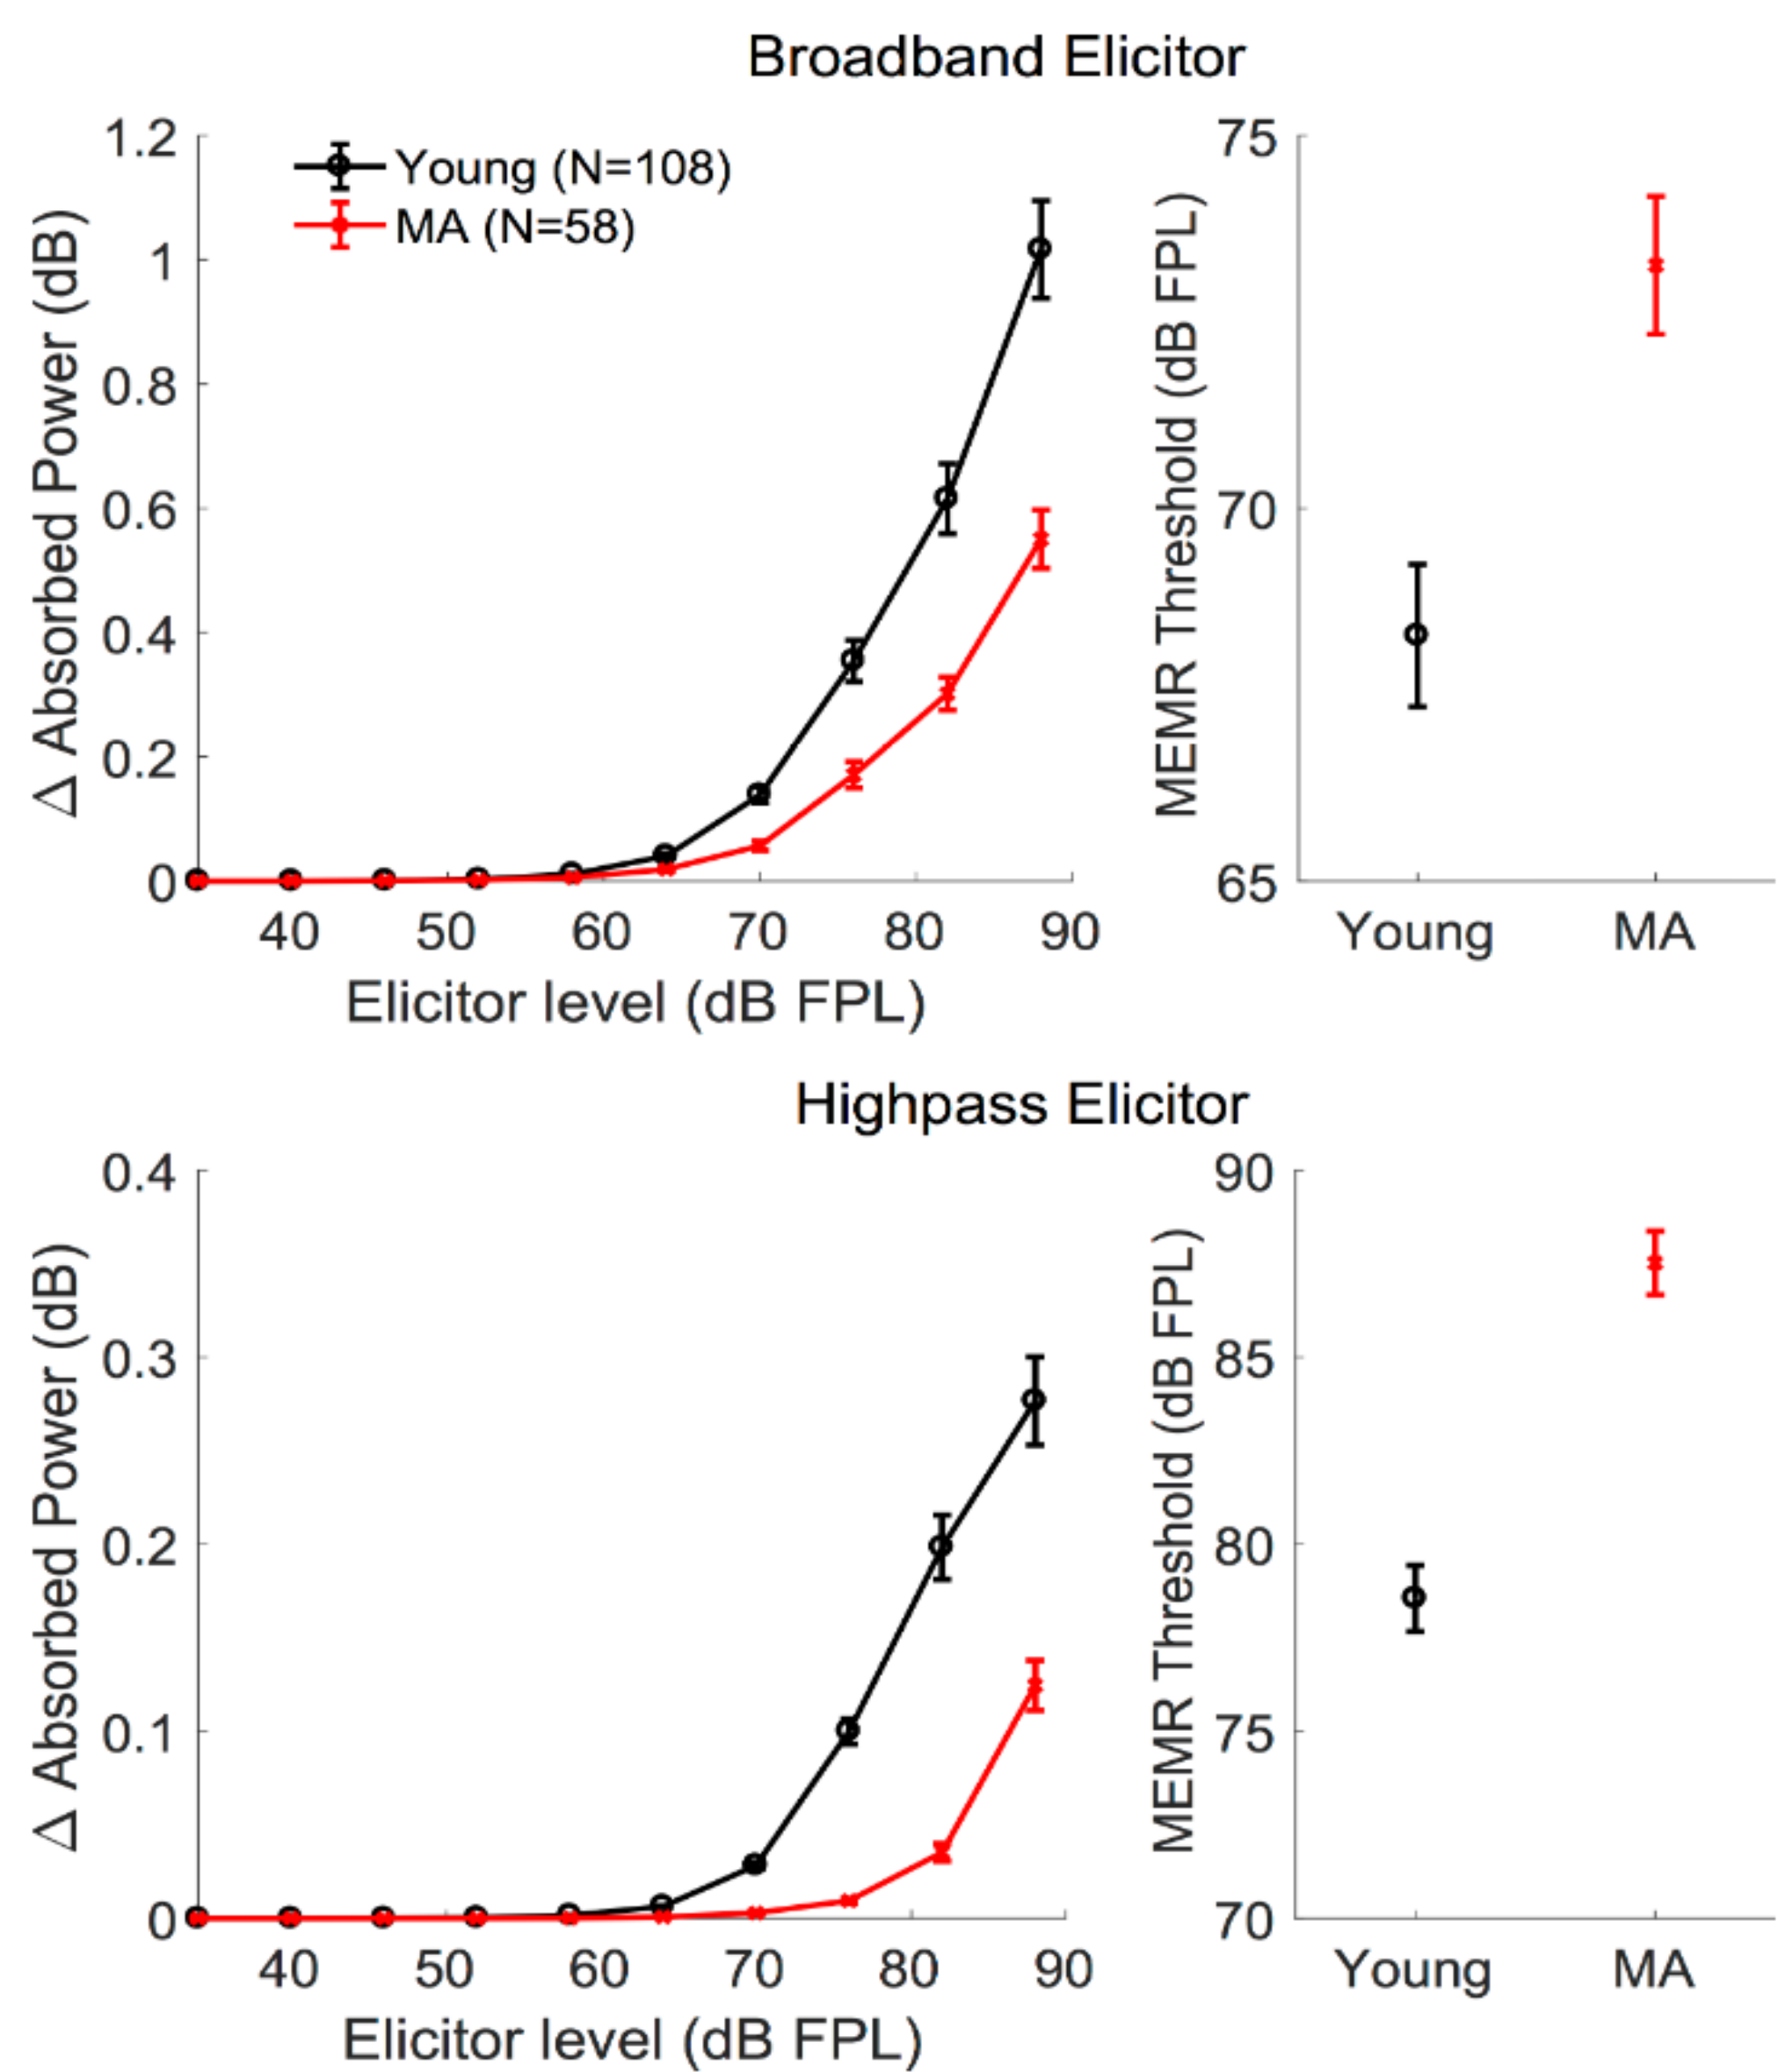 Broadband Elicitor
Δ Absorbed Power (dB)
1.2
1
0.8
0.6
0.4
0.2
0
Young (N=108)
MA (N=58)
40 50 60 70 80 90
Elicitor level (dB FPL)
MEMR Threshold (dB FPL)
75
70
65
Young MA
Highpass Elicitor
Δ Absorbed Power (dB)
0.4
0.3
0.2
0.1
0
40 50 60 70 80 90
Elicitor level (dB FPL)
MEMR Threshold (dB FPL)
90
85
80
75
70
Young MA